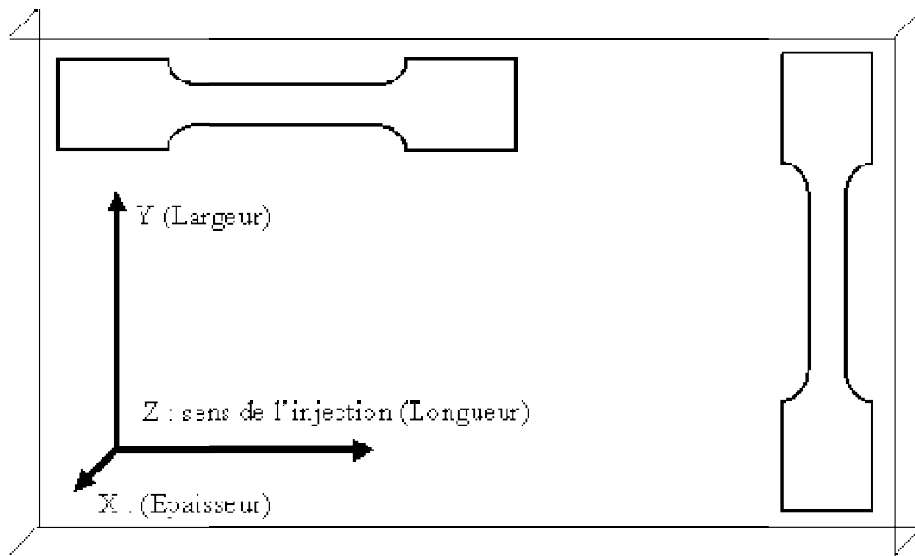 Y (Largeur)
Z : sens de l'injection (Longueur)
X : (Epaisseur)